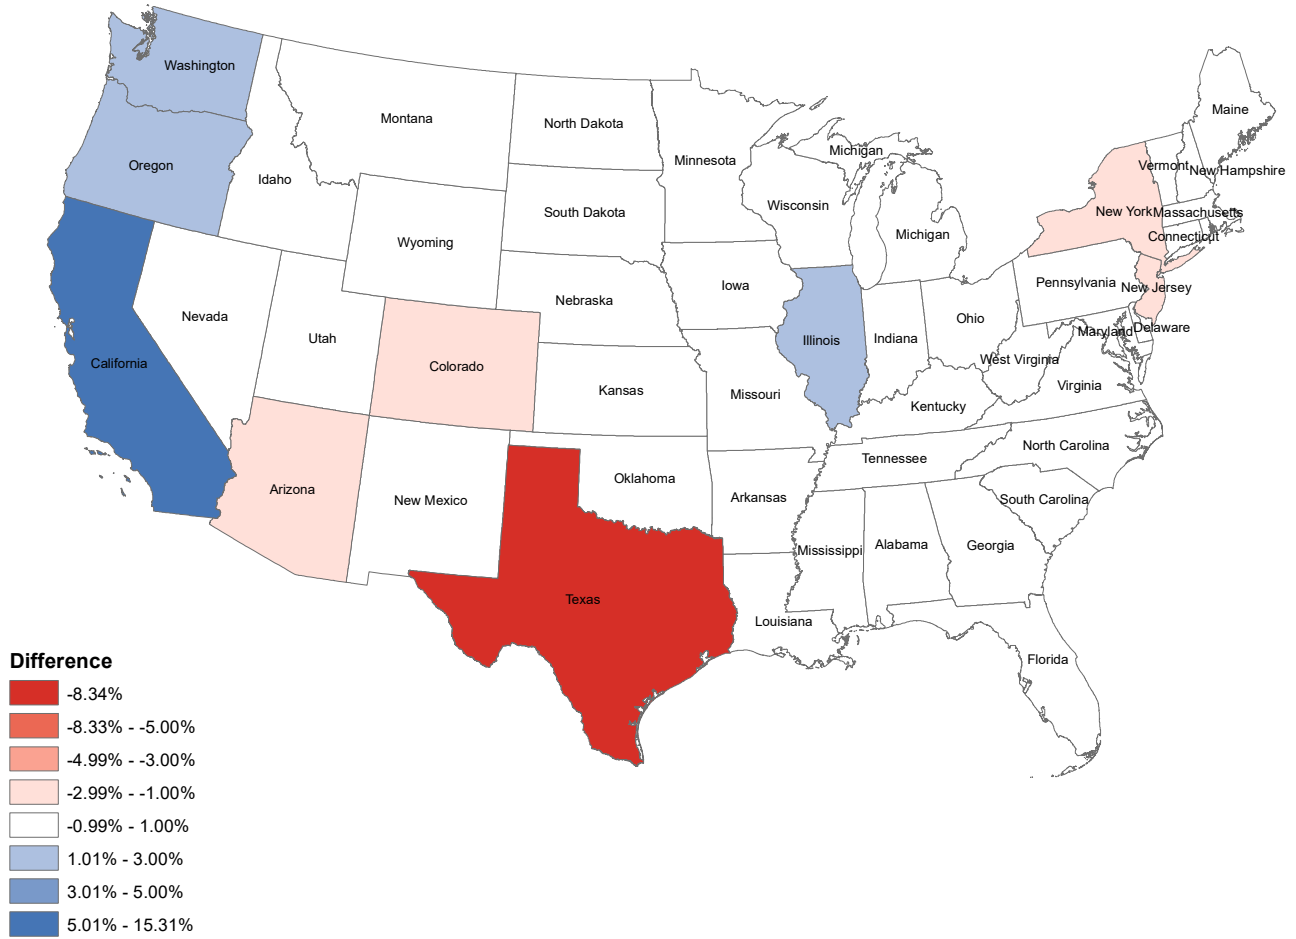 Washington
Maine
Montana
North Dakota
Michigan
Minnesota
Oregon
Vermont
New Hampshire
Idaho
Wisconsin
South Dakota
New York
Massachusetts
Michigan
Connecticut
Wyoming
Pennsylvania
Iowa
New Jersey
Nebraska
Nevada
Ohio
Delaware
Maryland
Utah
Illinois
Indiana
West Virginia
California
Colorado
Virginia
Kansas
Missouri
Kentucky
North Carolina
Tennessee
Oklahoma
Arizona
Arkansas
South Carolina
New Mexico
Alabama
Georgia
Mississippi
Texas
Louisiana
Florida
Difference
-8.34%
-8.33% - -5.00%
-4.99% - -3.00%
-2.99% - -1.00%
-0.99% - 1.00%
1.01% - 3.00%
3.01% - 5.00%
5.01% - 15.31%